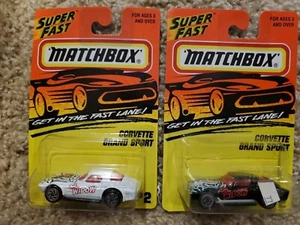 SUPER FAST
FOR AGES 3
AND OVER
MATCHBOX
®
GET IN THE FAST LANE!
CORVETTE
GRAND SPORT
2
SUPER FAST
FOR AGES 3
AND OVER
MATCHBOX
®
GET IN THE FAST LANE!
CORVETTE
GRAND SPORT